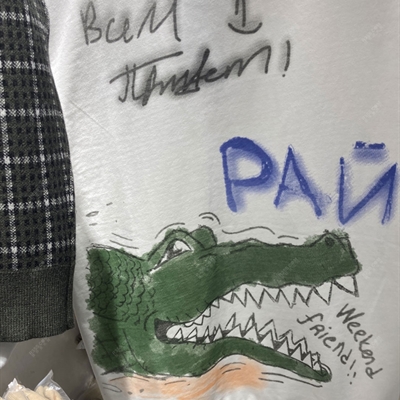 Всем
Привет!
РАЙ
Weekend
friend!!